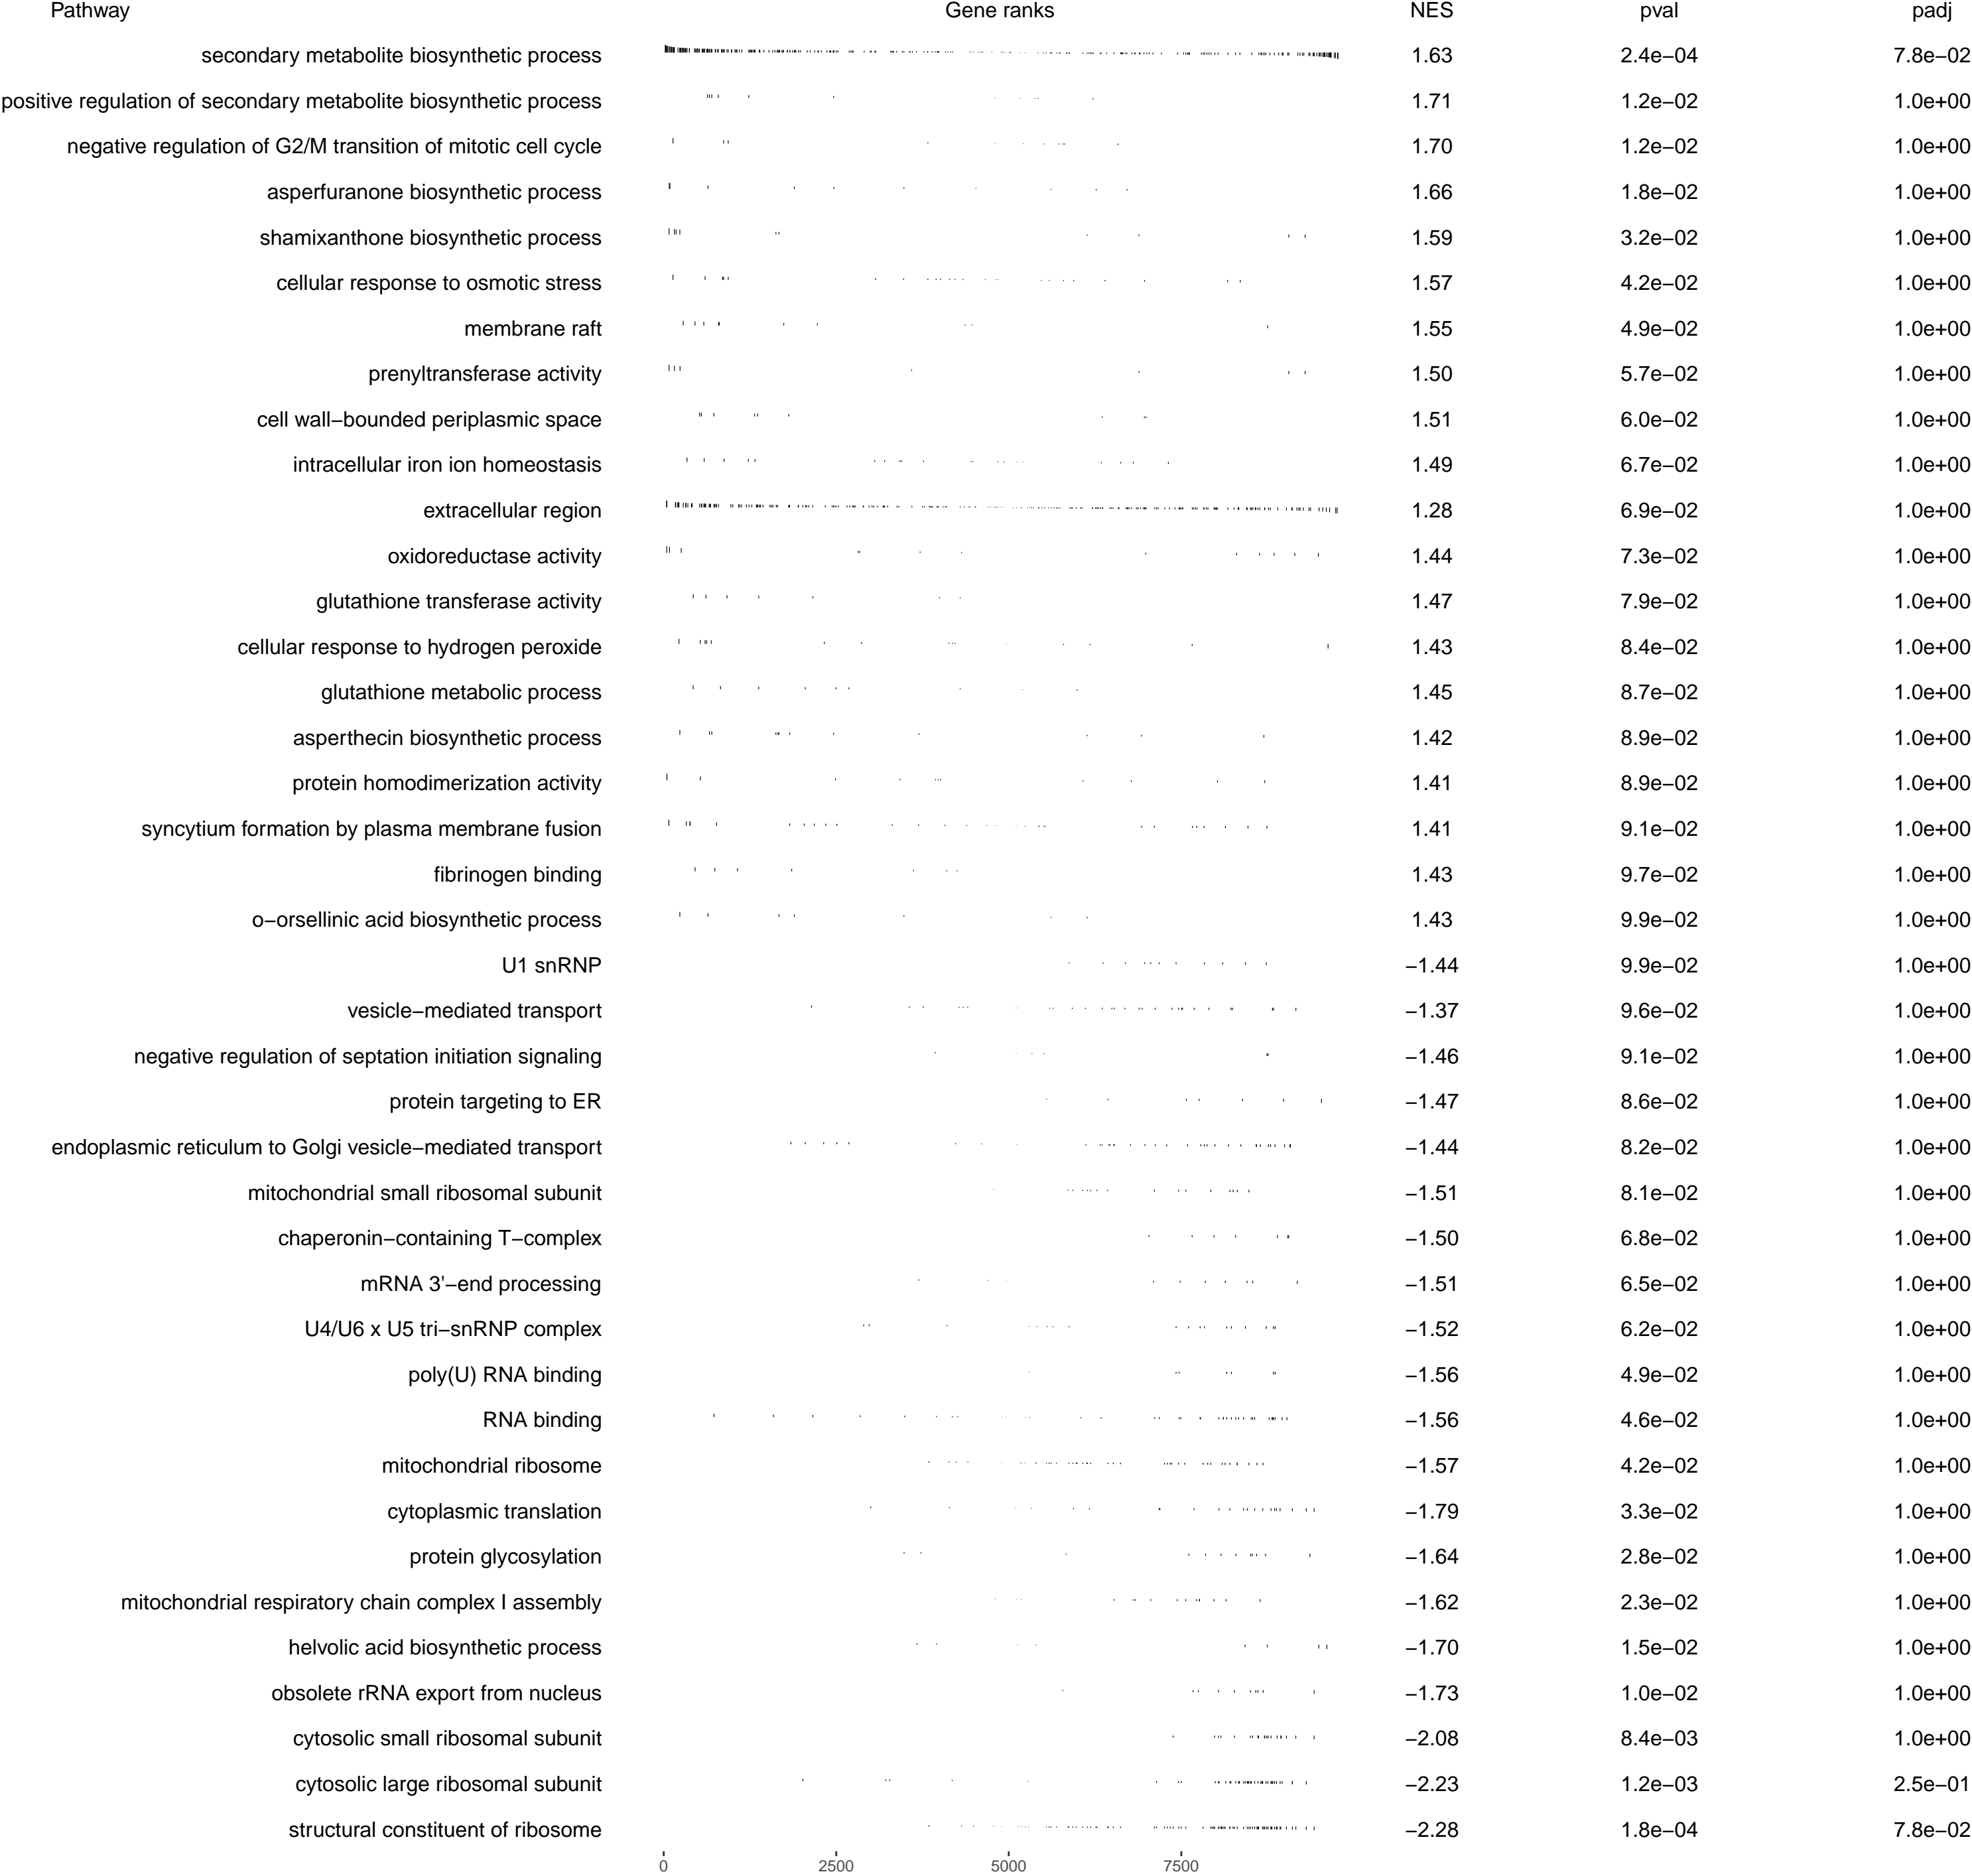 Pathway Gene ranks NES pval padj
secondary metabolite biosynthetic process 1.63 2.4e−04 7.8e−02
positive regulation of secondary metabolite biosynthetic process 1.71 1.2e−02 1.0e+00
negative regulation of G2/M transition of mitotic cell cycle 1.70 1.2e−02 1.0e+00
asperfuranone biosynthetic process 1.66 1.8e−02 1.0e+00
shamixanthone biosynthetic process 1.59 3.2e−02 1.0e+00
cellular response to osmotic stress 1.57 4.2e−02 1.0e+00
membrane raft 1.55 4.9e−02 1.0e+00
prenyltransferase activity 1.50 5.7e−02 1.0e+00
cell wall−bounded periplasmic space 1.51 6.0e−02 1.0e+00
intracellular iron ion homeostasis 1.49 6.7e−02 1.0e+00
extracellular region 1.28 6.9e−02 1.0e+00
oxidoreductase activity 1.44 7.3e−02 1.0e+00
glutathione transferase activity 1.47 7.9e−02 1.0e+00
cellular response to hydrogen peroxide 1.43 8.4e−02 1.0e+00
glutathione metabolic process 1.45 8.7e−02 1.0e+00
asperthecin biosynthetic process 1.42 8.9e−02 1.0e+00
protein homodimerization activity 1.41 8.9e−02 1.0e+00
syncytium formation by plasma membrane fusion 1.41 9.1e−02 1.0e+00
fibrinogen binding 1.43 9.7e−02 1.0e+00
o−orsellinic acid biosynthetic process 1.43 9.9e−02 1.0e+00
U1 snRNP −1.44 9.9e−02 1.0e+00
vesicle−mediated transport −1.37 9.6e−02 1.0e+00
negative regulation of septation initiation signaling −1.46 9.1e−02 1.0e+00
protein targeting to ER −1.47 8.6e−02 1.0e+00
endoplasmic reticulum to Golgi vesicle−mediated transport −1.44 8.2e−02 1.0e+00
mitochondrial small ribosomal subunit −1.51 8.1e−02 1.0e+00
chaperonin−containing T−complex −1.50 6.8e−02 1.0e+00
mRNA 3'−end processing −1.51 6.5e−02 1.0e+00
U4/U6 x U5 tri−snRNP complex −1.52 6.2e−02 1.0e+00
poly(U) RNA binding −1.56 4.9e−02 1.0e+00
RNA binding −1.56 4.6e−02 1.0e+00
mitochondrial ribosome −1.57 4.2e−02 1.0e+00
cytoplasmic translation −1.79 3.3e−02 1.0e+00
protein glycosylation −1.64 2.8e−02 1.0e+00
mitochondrial respiratory chain complex I assembly −1.62 2.3e−02 1.0e+00
helvolic acid biosynthetic process −1.70 1.5e−02 1.0e+00
obsolete rRNA export from nucleus −1.73 1.0e−02 1.0e+00
cytosolic small ribosomal subunit −2.08 8.4e−03 1.0e+00
cytosolic large ribosomal subunit −2.23 1.2e−03 2.5e−01
structural constituent of ribosome −2.28 1.8e−04 7.8e−02
0 2500 5000 7500